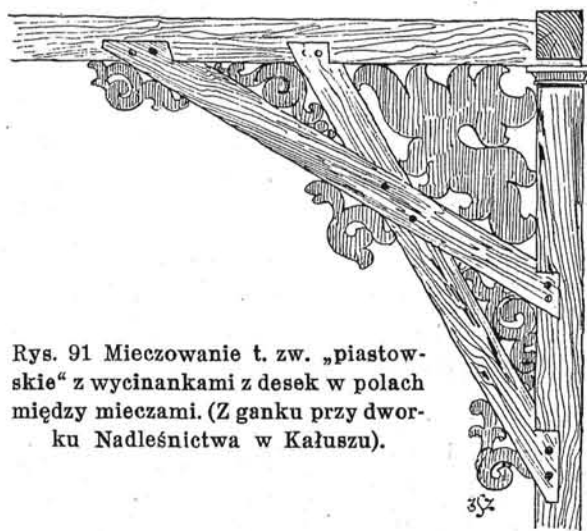 Rys. 91 Mieczowanie t. zw. „piastow-
skie“ z wycinankami z desek w polach
między mieczami. (Z ganku przy dwor-
ku Nadleśnictwa w Kałuszu).